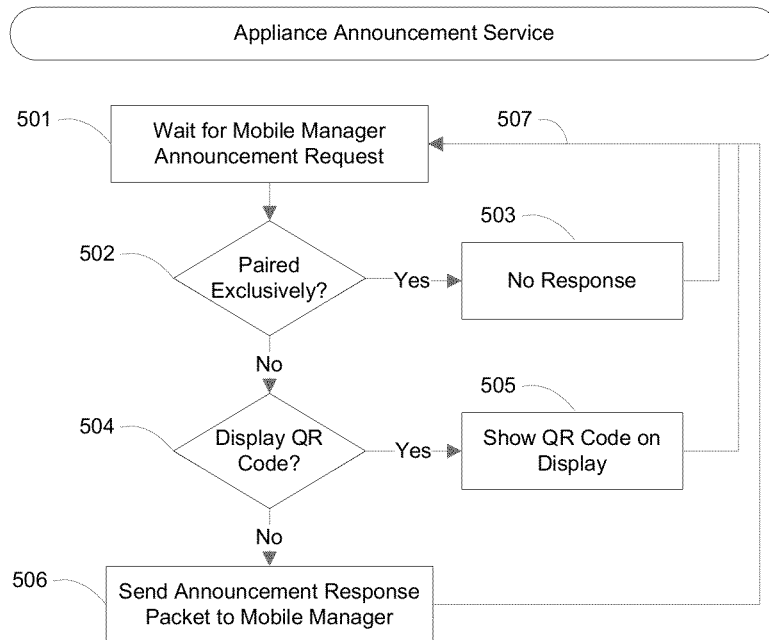 Appliance Announcement Service
501
Wait for Mobile Manager
Announcement Request
507
502
Paired
Exclusively?
Yes
503
No Response
No
504
Display QR
Code?
Yes
505
Show QR Code on
Display
No
506
Send Announcement Response
Packet to Mobile Manager